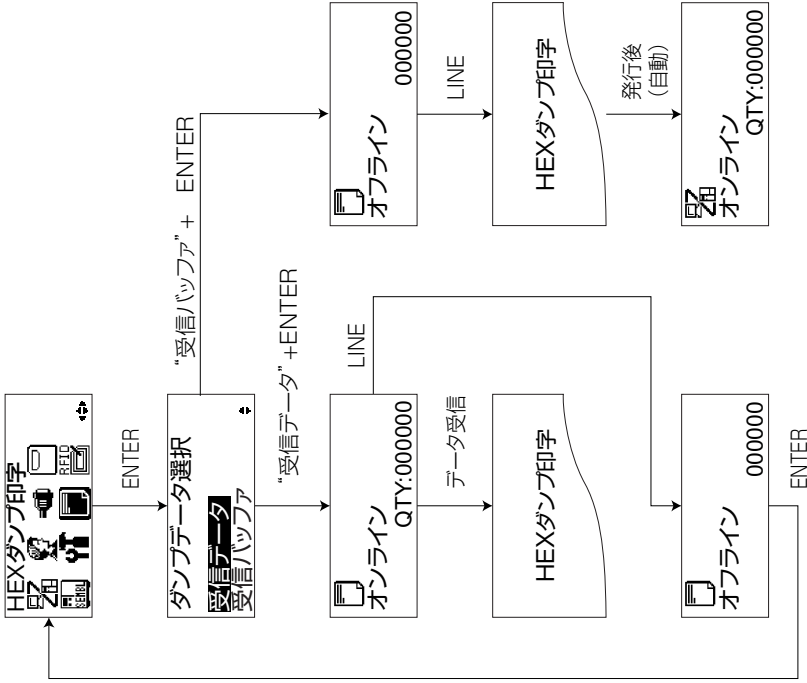 HEXダンプ印字
SERBL
RFID
ENTER
ダンプデータ選択
受信データ
受信バッファ
“受信バッファ” + ENTER
“受信データ” +ENTER
オンライン
QTY:000000
LINE
データ受信
HEXダンプ印字
オフライン
000000
ENTER
オフライン
000000
LINE
HEXダンプ印字
発行後
(自動)
オンライン
QTY:000000